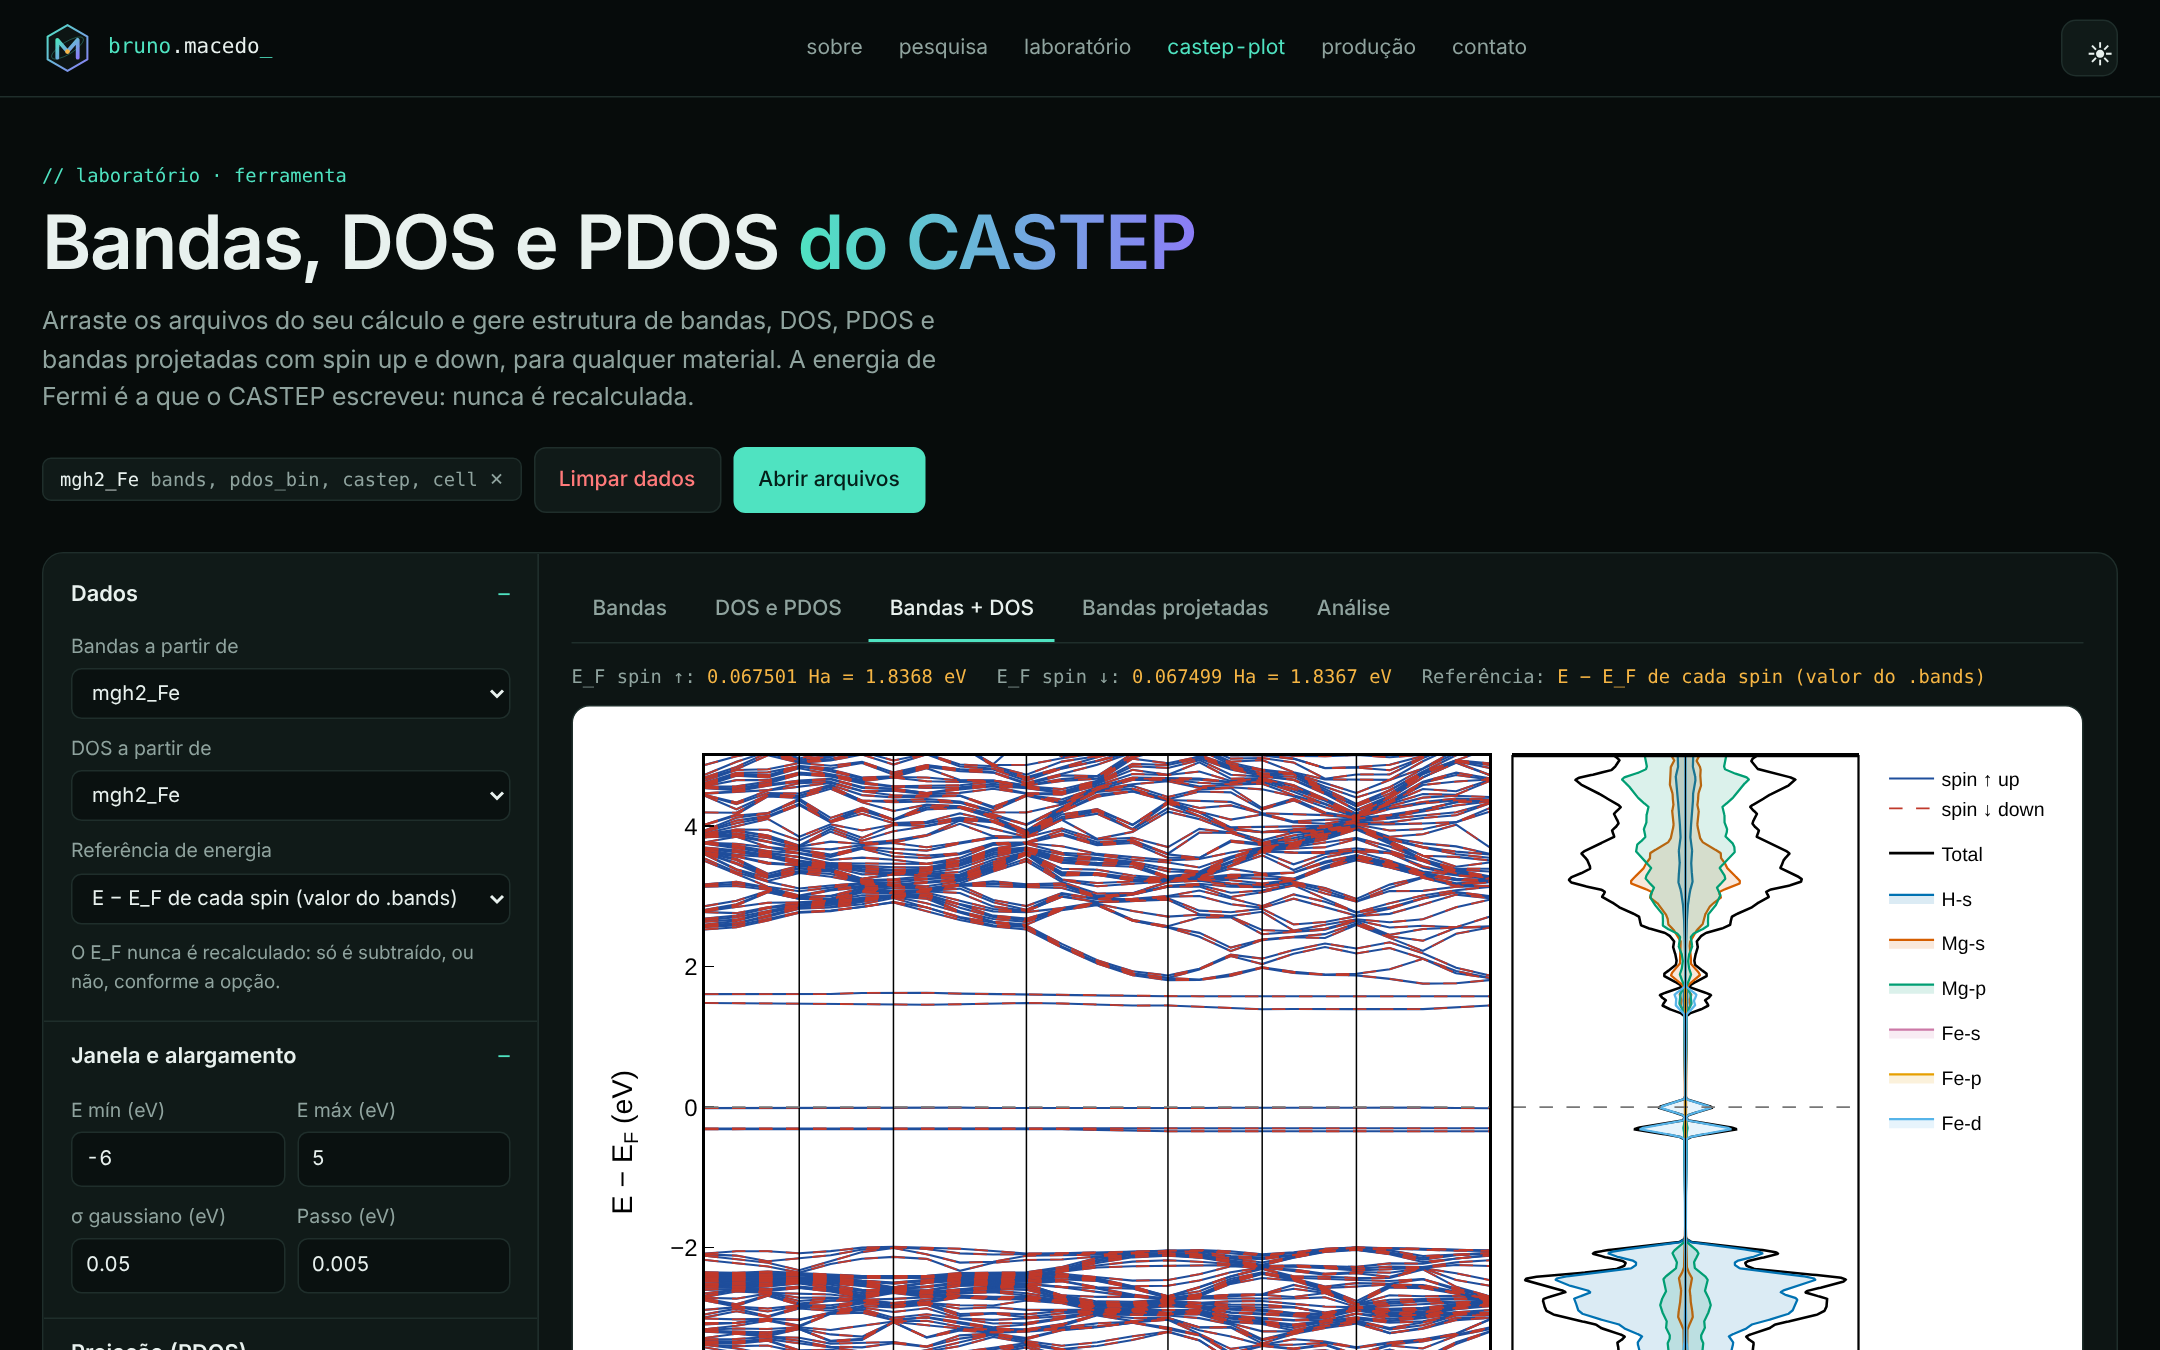 bruno.macedo_
sobre pesquisa laboratório castep-plot produção contato
// laboratório · ferramenta
Bandas, DOS e PDOS do CASTEP
Arraste os arquivos do seu cálculo e gere estrutura de bandas, DOS, PDOS e
bandas projetadas com spin up e down, para qualquer material. A energia de
Fermi é a que o CASTEP escreveu: nunca é recalculada.
mgh2_Fe bands, pdos_bin, castep, cell ×
Limpar dados
Abrir arquivos
Dados −
Bandas a partir de
mgh2_Fe
DOS a partir de
mgh2_Fe
Referência de energia
E − E_F de cada spin (valor do .bands)
O E_F nunca é recalculado: só é subtraído, ou
não, conforme a opção.
Janela e alargamento −
E mín (eV) E máx (eV)
-6 5
σ gaussiano (eV) Passo (eV)
0.05 0.005
Projeção (PDOS)
Bandas DOS e PDOS Bandas + DOS Bandas projetadas Análise
E_F spin ↑: 0.067501 Ha = 1.8368 eV E_F spin ↓: 0.067499 Ha = 1.8367 eV Referência: E − E_F de cada spin (valor do .bands)
E − E_F (eV)
4
2
0
−2
spin ↑ up
spin ↓ down
Total
H-s
Mg-s
Mg-p
Fe-s
Fe-p
Fe-d